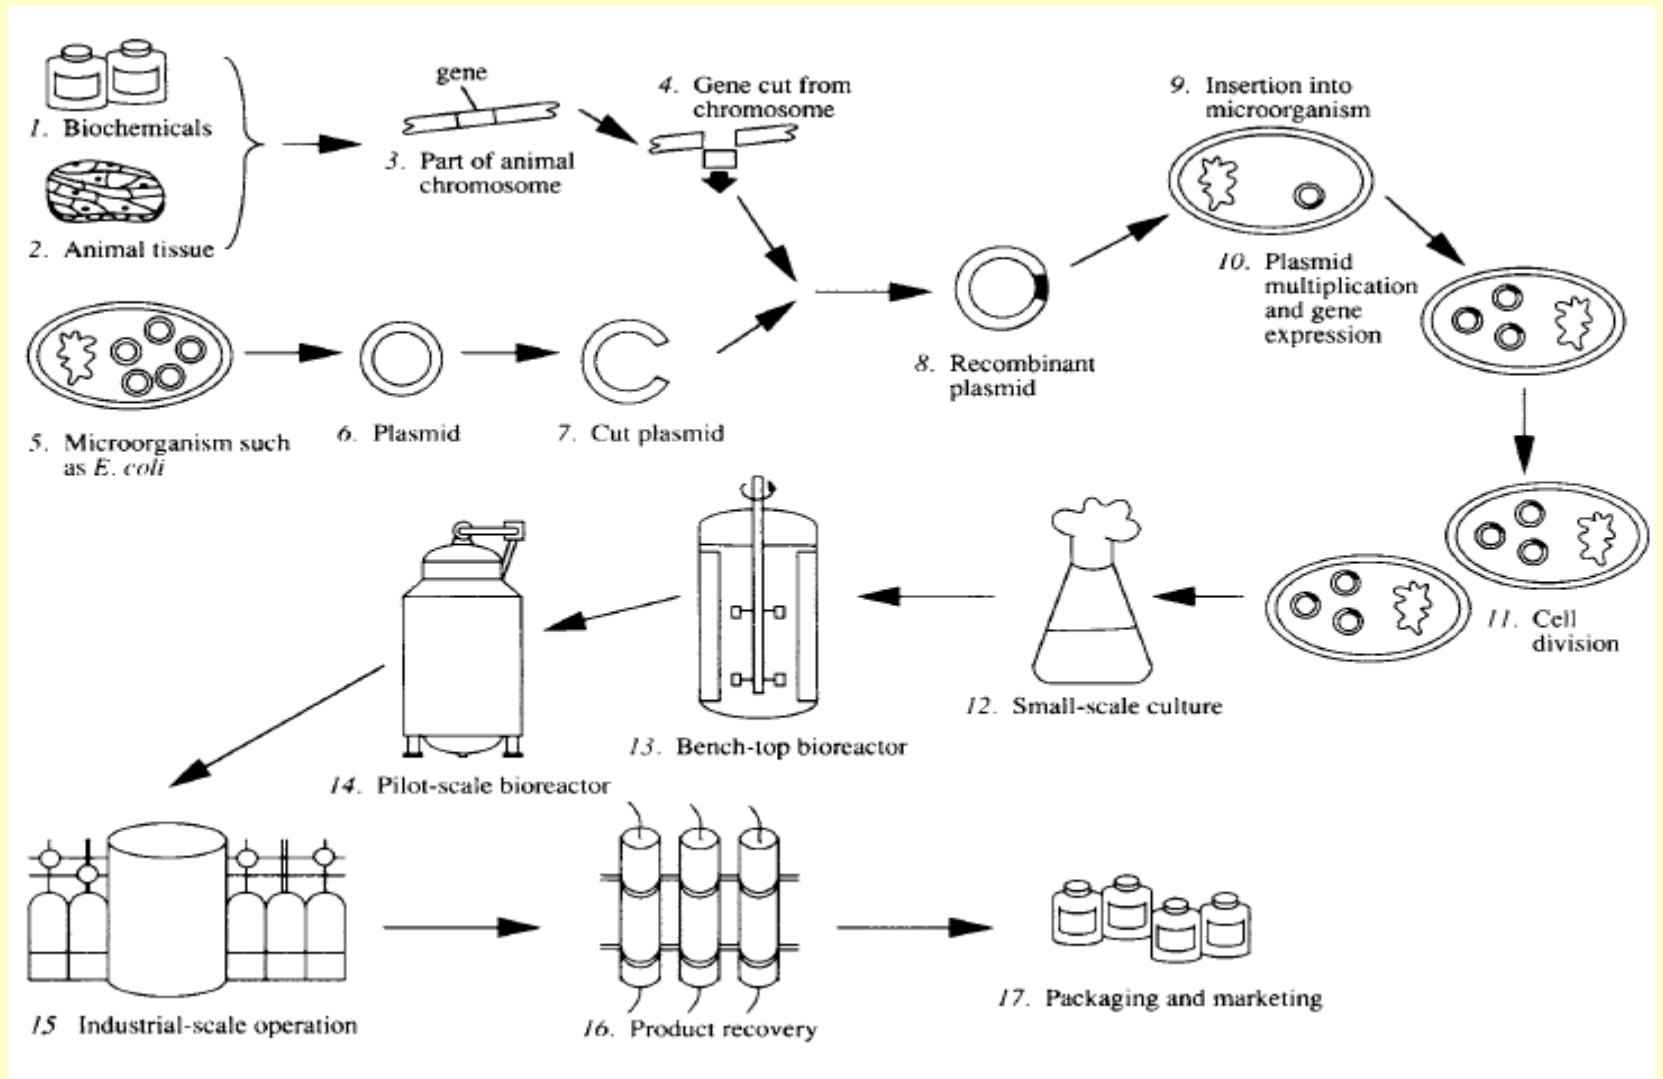 1. Biochemicals
2. Animal tissue
gene
3. Part of animal
chromosome
4. Gene cut from
chromosome
5. Microorganism such
as E. coli
6. Plasmid
7. Cut plasmid
8. Recombinant
plasmid
9. Insertion into
microorganism
10. Plasmid
multiplication
and gene
expression
11. Cell
division
12. Small-scale culture
13. Bench-top bioreactor
14. Pilot-scale bioreactor
15 Industrial-scale operation
16. Product recovery
17. Packaging and marketing